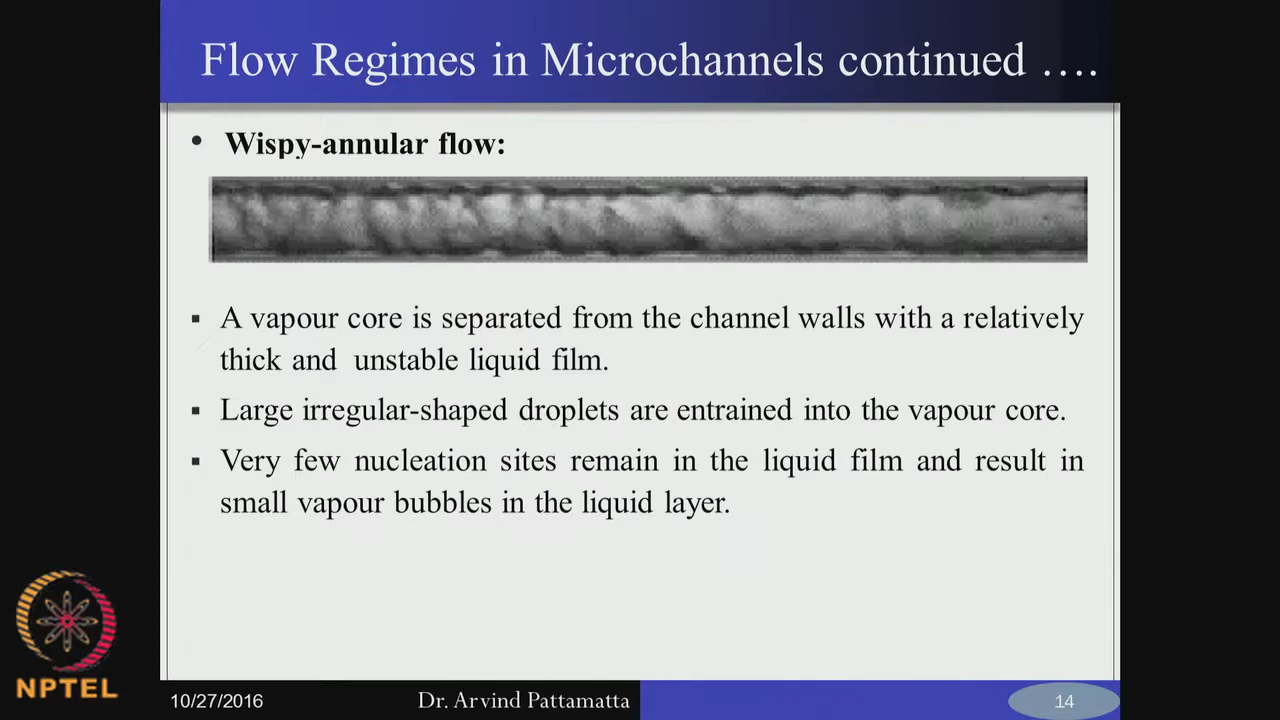 Flow Regimes in Microchannels continued ….
• Wispy-annular flow:
▪ A vapour core is separated from the channel walls with a relatively
thick and unstable liquid film.
▪ Large irregular-shaped droplets are entrained into the vapour core.
▪ Very few nucleation sites remain in the liquid film and result in
small vapour bubbles in the liquid layer.
NPTEL
10/27/2016
Dr. Arvind Pattamatta
14